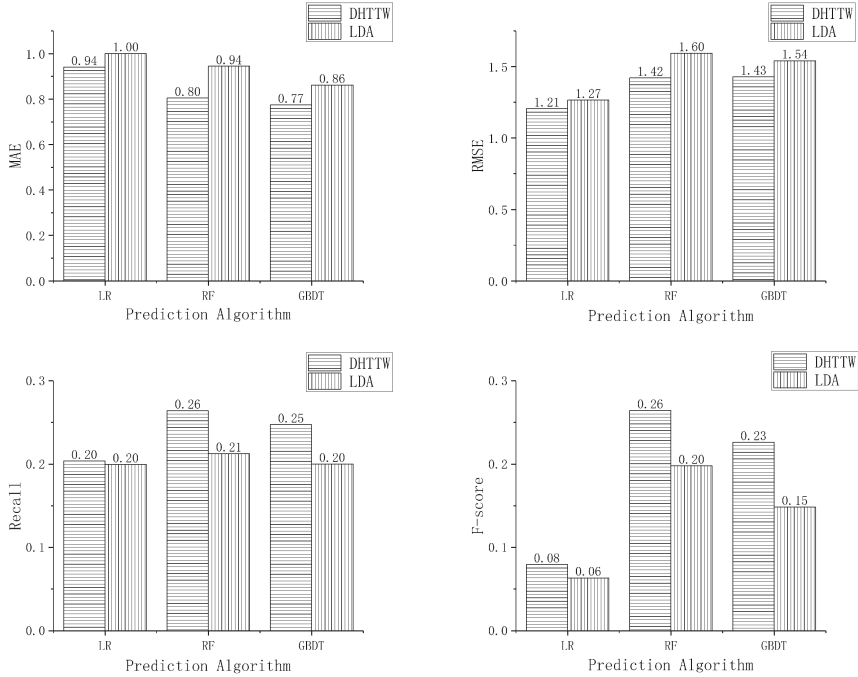 DHTTW
LDA
1.0
0.8
0.6
0.4
0.2
0.0
MAE
0.94
1.00
0.80
0.94
0.77
0.86
LR
RF
GBDT
Prediction Algorithm
DHTTW
LDA
1.5
1.0
0.5
0.0
RMSE
1.21
1.27
1.42
1.60
1.43
1.54
LR
RF
GBDT
Prediction Algorithm
DHTTW
LDA
0.3
0.2
0.1
0.0
Recall
0.20
0.20
0.26
0.21
0.25
0.20
LR
RF
GBDT
Prediction Algorithm
DHTTW
LDA
0.3
0.2
0.1
0.0
F-score
0.08
0.06
0.26
0.20
0.23
0.15
LR
RF
GBDT
Prediction Algorithm